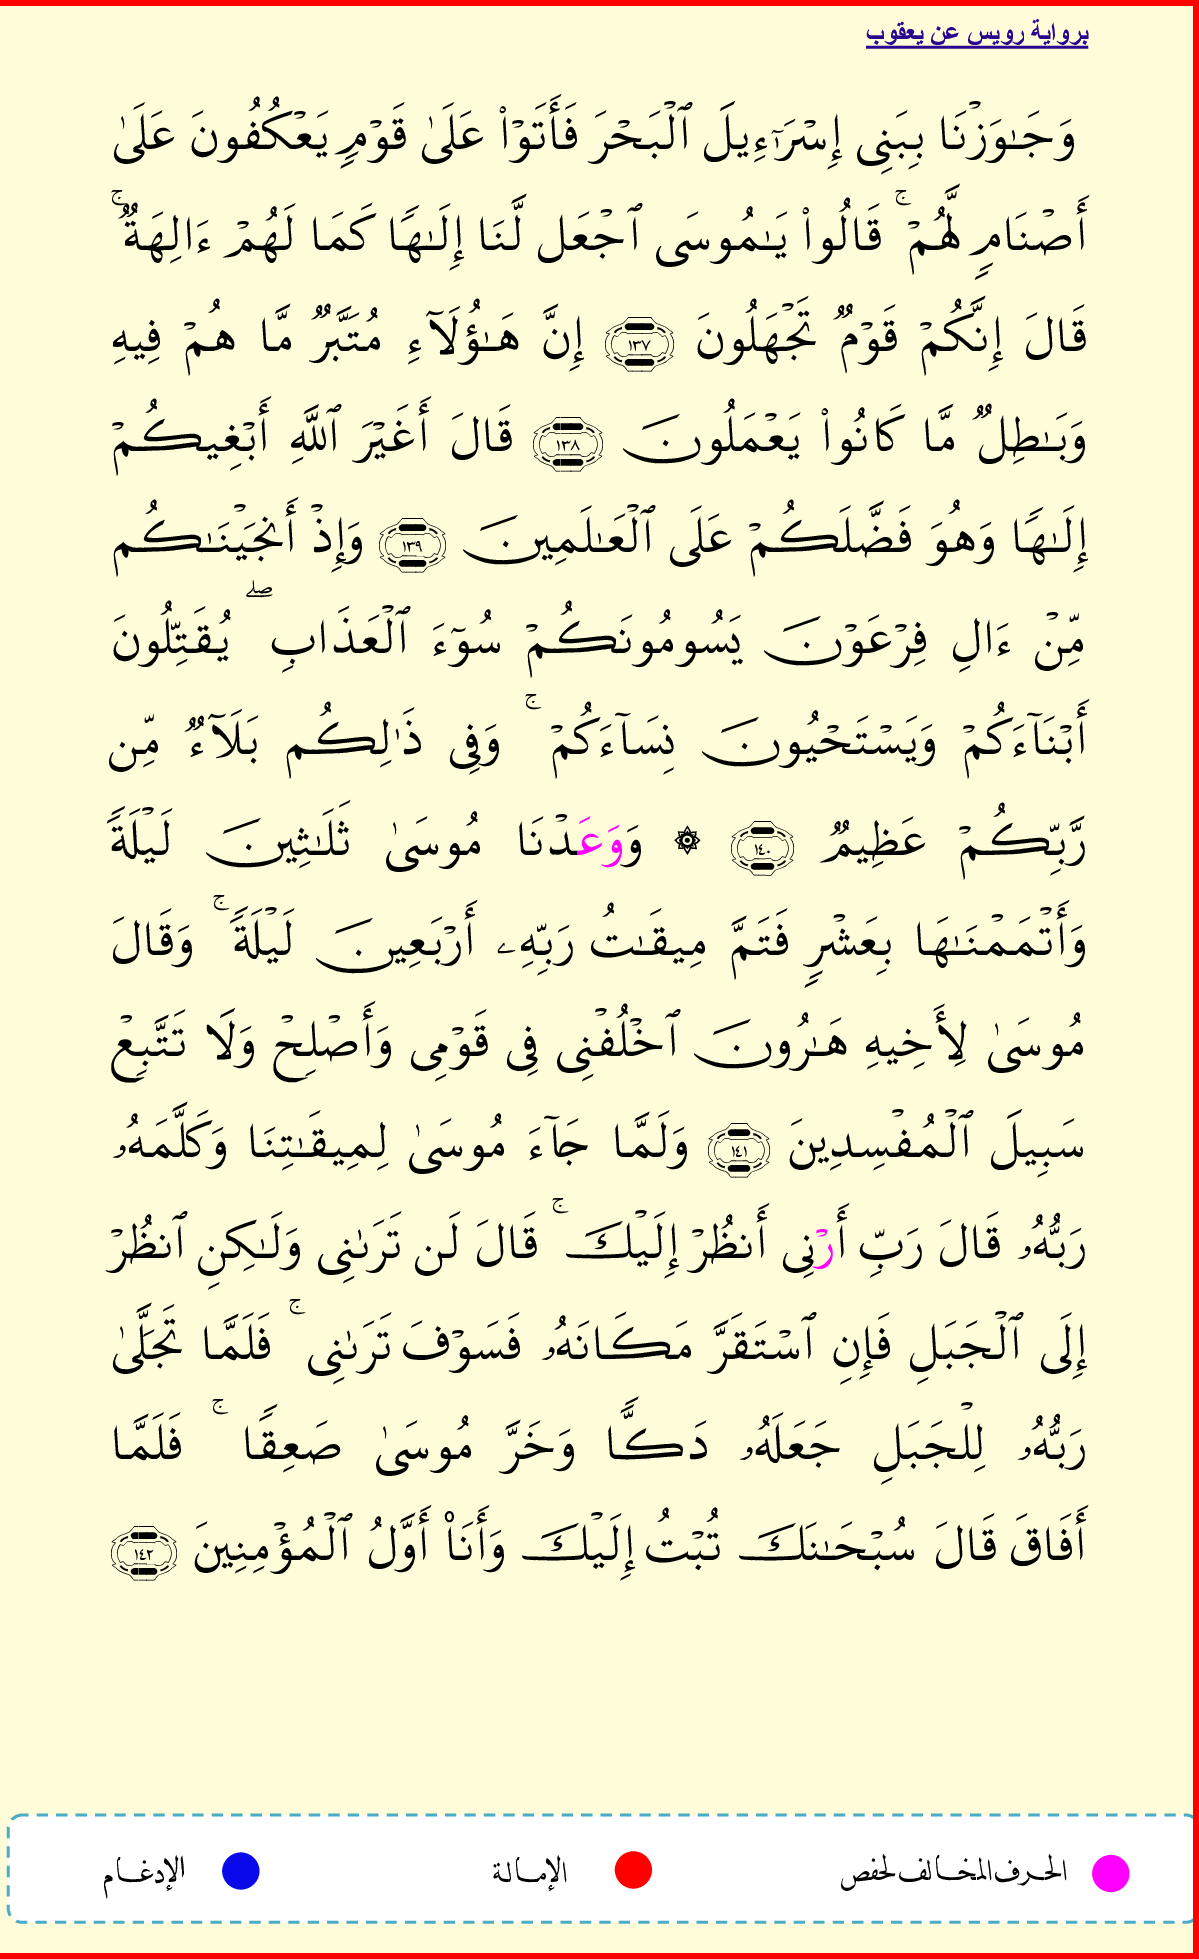 برواية رويس عن يعقوب
وَجَٰوَزْنَا بِبَنِي إِسْرَٰٓءِيلَ ٱلْبَحْرَ فَأَتَوْا۟ عَلَىٰ قَوْمٍ يَعْكُفُونَ عَلَىٰ
أَصْنَامٍ لَّهُمْ ۚ قَالُوا۟ يَٰمُوسَى ٱجْعَل لَّنَا إِلَٰهًا كَمَا لَهُمْ ءَالِهَةٌ ۚ
قَالَ إِنَّكُمْ قَوْمٌ تَجْهَلُونَ ١٣٧ إِنَّ هَٰؤُلَآءِ مُتَبَّرٌ مَّا هُمْ فِيهِ
وَبَٰطِلٌ مَّا كَانُوا۟ يَعْمَلُونَ ١٣٨ قَالَ أَغَيْرَ ٱللَّهِ أَبْغِيكُمْ
إِلَٰهًا وَهُوَ فَضَّلَكُمْ عَلَى ٱلْعَٰلَمِينَ ١٣٩ وَإِذْ أَنجَيْنَٰكُم
مِّنْ ءَالِ فِرْعَوْنَ يَسُومُونَكُمْ سُوٓءَ ٱلْعَذَابِ ۖ يُقَتِّلُونَ
أَبْنَآءَكُمْ وَيَسْتَحْيُونَ نِسَآءَكُمْ ۚ وَفِي ذَٰلِكُم بَلَآءٌ مِّن
رَّبِّكُمْ عَظِيمٌ ١٤٠ ۞ وَوَعَدْنَا مُوسَىٰ ثَلَٰثِينَ لَيْلَةً
وَأَتْمَمْنَٰهَا بِعَشْرٍ فَتَمَّ مِيقَٰتُ رَبِّهِۦ أَرْبَعِينَ لَيْلَةً ۚ وَقَالَ
مُوسَىٰ لِأَخِيهِ هَٰرُونَ ٱخْلُفْنِي فِي قَوْمِي وَأَصْلِحْ وَلَا تَتَّبِعْ
سَبِيلَ ٱلْمُفْسِدِينَ ١٤١ وَلَمَّا جَآءَ مُوسَىٰ لِمِيقَٰتِنَا وَكَلَّمَهُۥ
رَبُّهُۥ قَالَ رَبِّ أَرْنِي أَنظُرْ إِلَيْكَ ۚ قَالَ لَن تَرَىٰنِي وَلَٰكِنِ ٱنظُرْ
إِلَى ٱلْجَبَلِ فَإِنِ ٱسْتَقَرَّ مَكَانَهُۥ فَسَوْفَ تَرَىٰنِي ۚ فَلَمَّا تَجَلَّىٰ
رَبُّهُۥ لِلْجَبَلِ جَعَلَهُۥ دَكًّا وَخَرَّ مُوسَىٰ صَعِقًا ۚ فَلَمَّا
أَفَاقَ قَالَ سُبْحَٰنَكَ تُبْتُ إِلَيْكَ وَأَنَا۠ أَوَّلُ ٱلْمُؤْمِنِينَ ١٤٢
الحرف المخالف لحفص الإمالة الإدغام